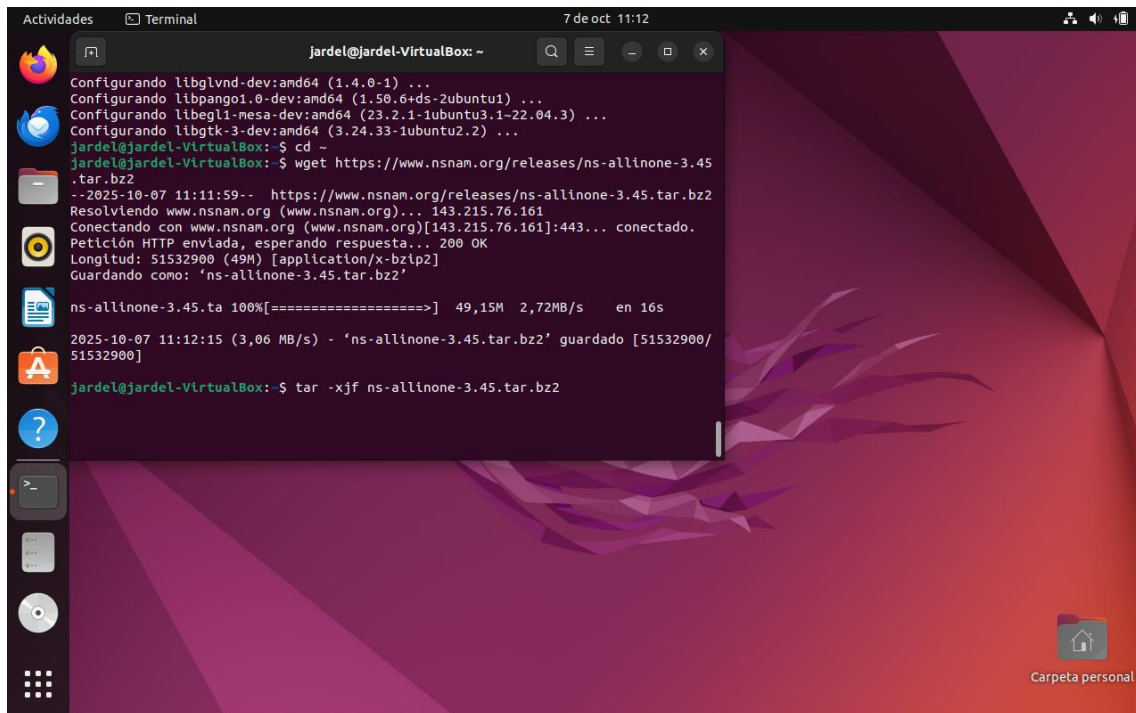 Actividades
Terminal
7 de oct 11:12
jardel@jardel-VirtualBox: ~
Configurando libglvnd-dev:amd64 (1.4.0-1) ...
Configurando libpango1.0-dev:amd64 (1.50.6+ds-2ubuntu1) ...
Configurando libegl1-mesa-dev:amd64 (23.2.1-1ubuntu3.1~22.04.3) ...
Configurando libgtk-3-dev:amd64 (3.24.33-1ubuntu2.2) ...
jardel@jardel-VirtualBox:~$ cd ~
jardel@jardel-VirtualBox:~$ wget https://www.nsnam.org/releases/ns-allinone-3.45
.tar.bz2
--2025-10-07 11:11:59--  https://www.nsnam.org/releases/ns-allinone-3.45.tar.bz2
Resolviendo www.nsnam.org (www.nsnam.org)... 143.215.76.161
Conectando con www.nsnam.org (www.nsnam.org)[143.215.76.161]:443... conectado.
Petición HTTP enviada, esperando respuesta... 200 OK
Longitud: 51532900 (49M) [application/x-bzip2]
Guardando como: ‘ns-allinone-3.45.tar.bz2’
ns-allinone-3.45.ta 100%[===================>]  49,15M  2,72MB/s    en 16s
2025-10-07 11:12:15 (3,06 MB/s) - ‘ns-allinone-3.45.tar.bz2’ guardado [51532900/
51532900]
jardel@jardel-VirtualBox:~$ tar -xjf ns-allinone-3.45.tar.bz2
Carpeta personal